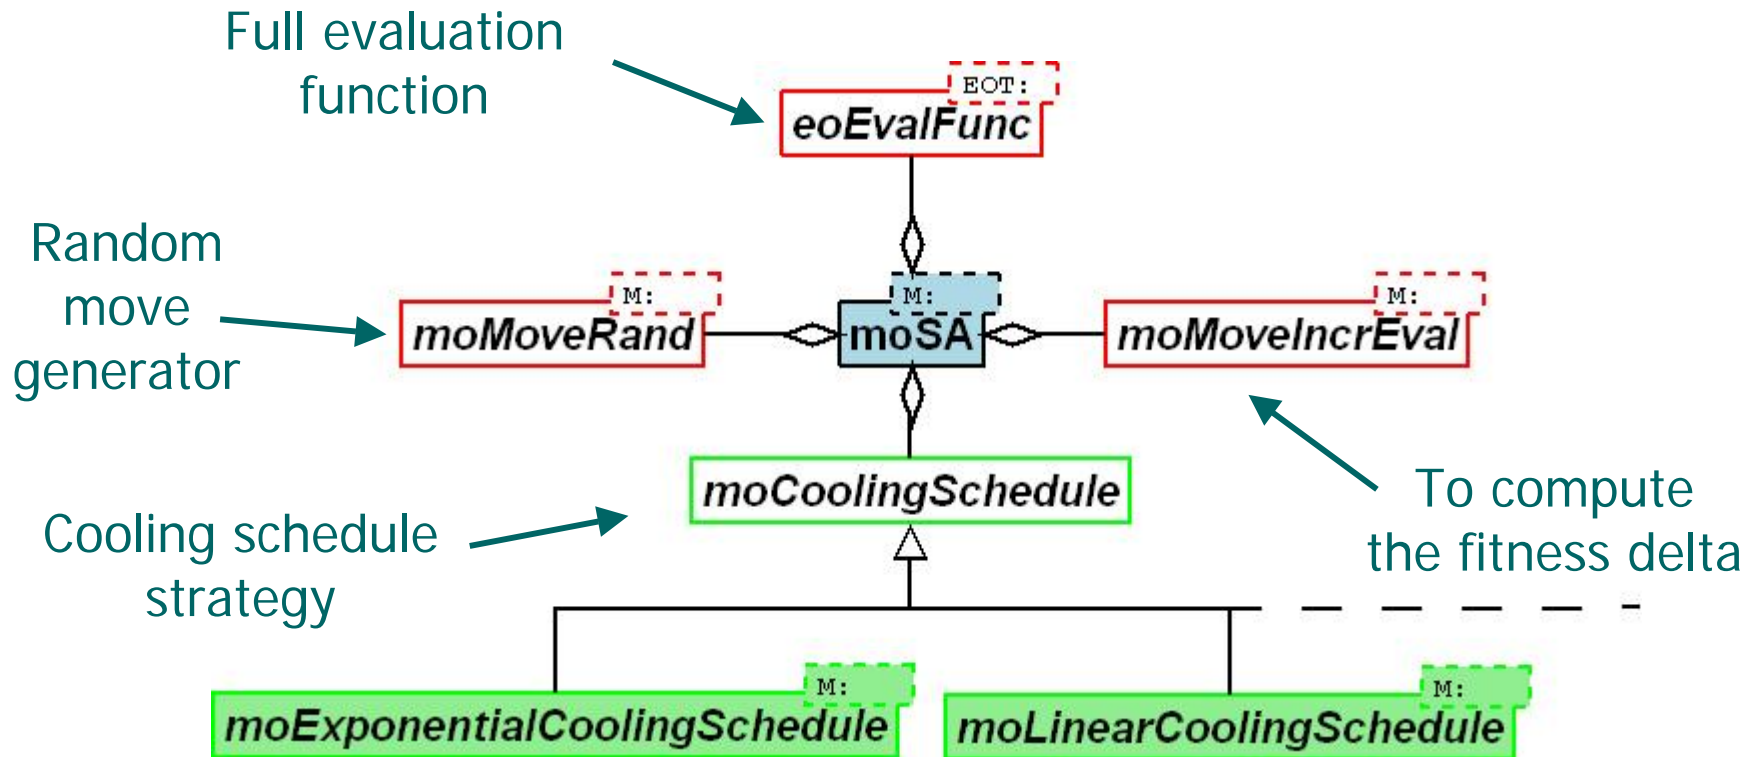 Full evaluation
function
EOT:
eoEvalFunc
Random
move
generator
M:
moMoveRand
M:
moSA
M:
moMoveIncrEval
moCoolingSchedule
Cooling schedule
strategy
To compute
the fitness delta
M:
moExponentialCoolingSchedule
M:
moLinearCoolingSchedule